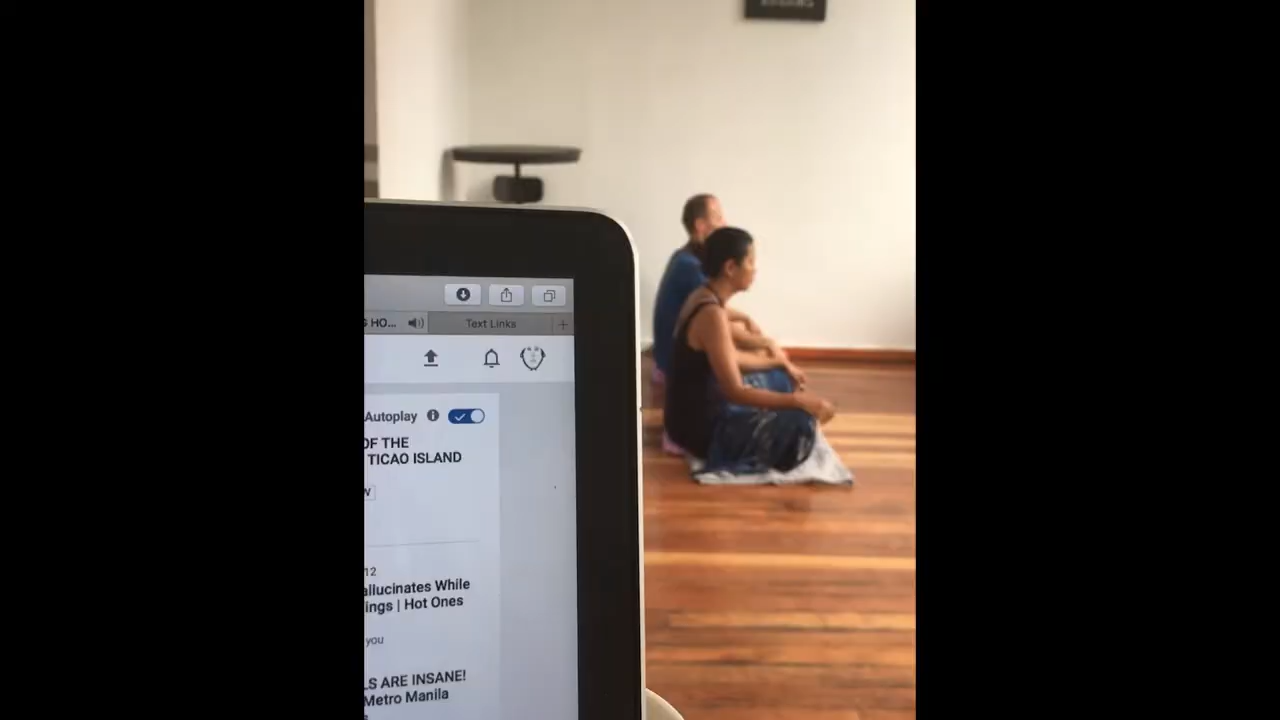 G HO...
Text Links
Autoplay
OF THE
TICAO ISLAND
W
12
allucinates While
ings | Hot Ones
you
LS ARE INSANE!
Metro Manila